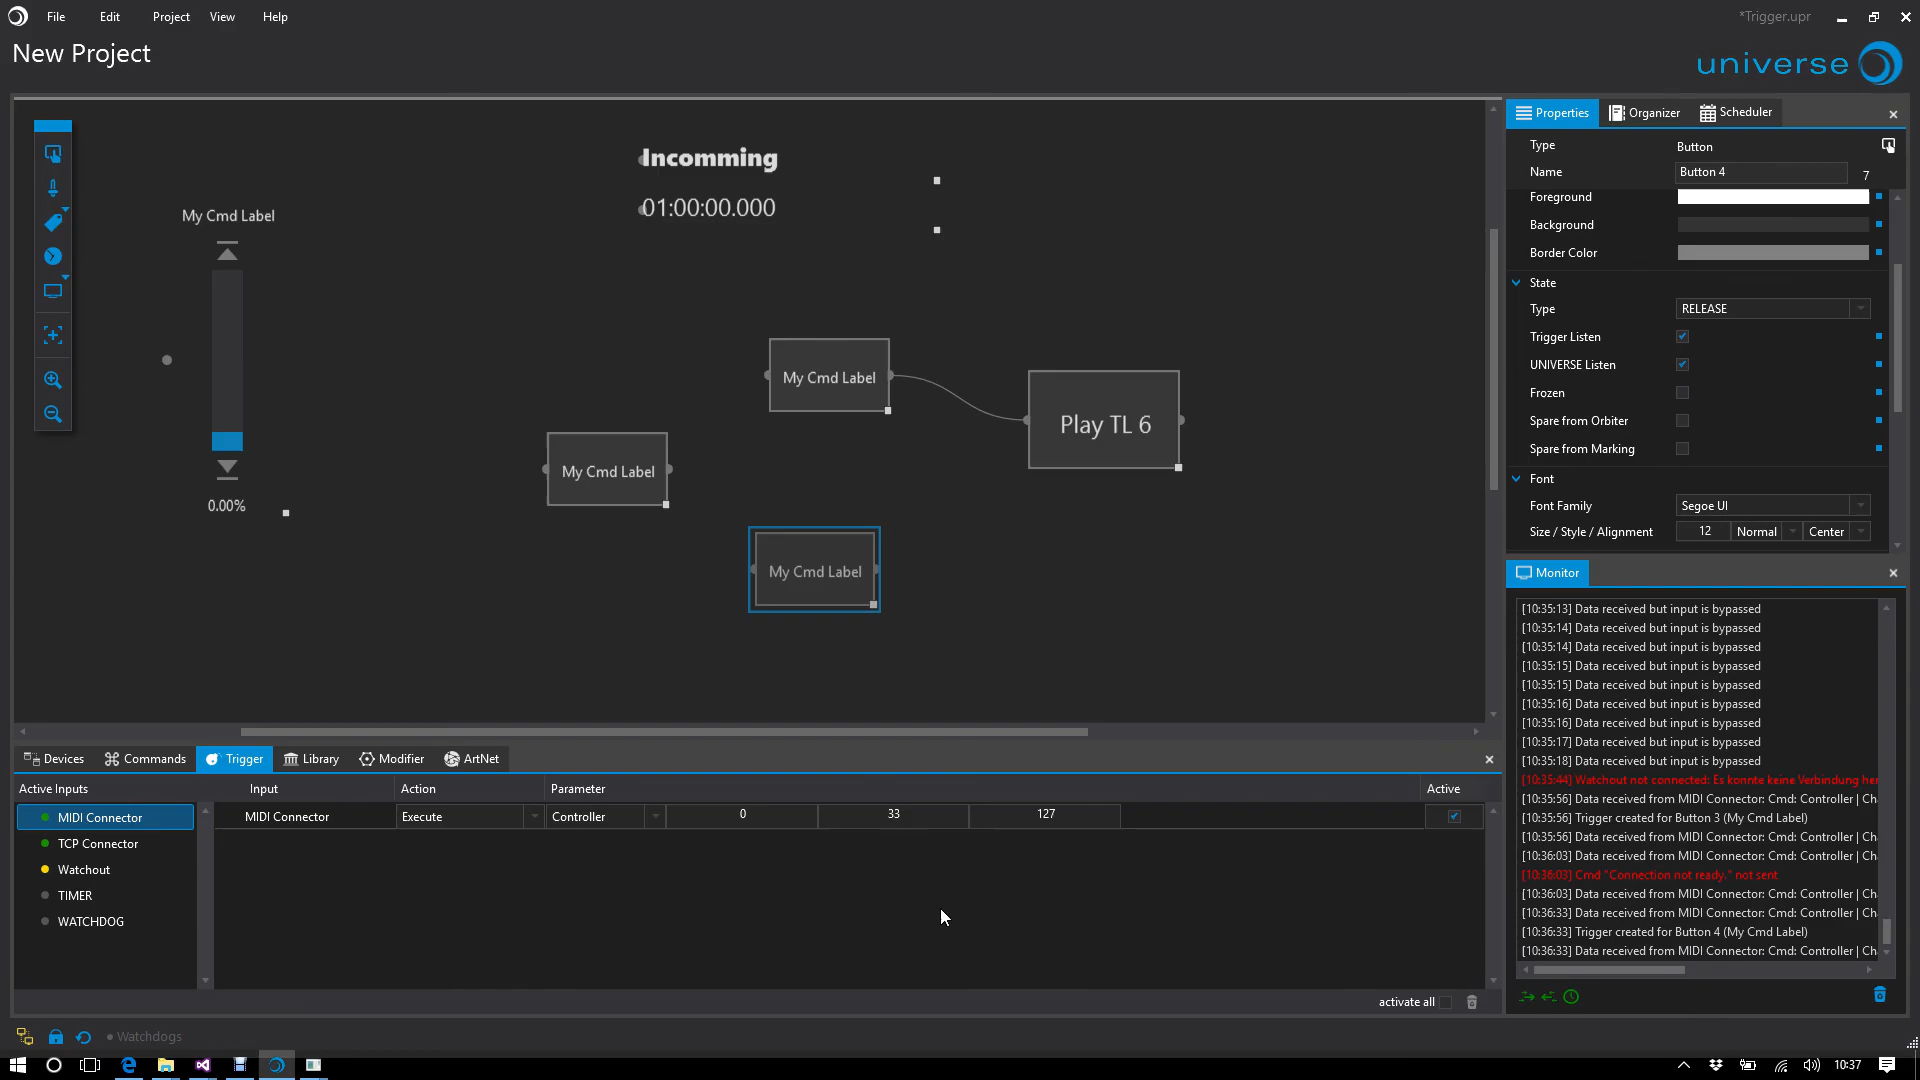 File Edit Project View Help
*Trigger.upr
New Project
universe
My Cmd Label
0.00%
Incomming
01:00:00.000
My Cmd Label
Play TL 6
My Cmd Label
My Cmd Label
Properties Organizer Scheduler
Type Button
Name Button 4 7
Foreground
Background
Border Color
State
Type RELEASE
Trigger Listen
UNIVERSE Listen
Frozen
Spare from Orbiter
Spare from Marking
Font
Font Family Segoe UI
Size / Style / Alignment 12 Normal Center
Monitor
[10:35:13] Data received but input is bypassed
[10:35:14] Data received but input is bypassed
[10:35:14] Data received but input is bypassed
[10:35:15] Data received but input is bypassed
[10:35:15] Data received but input is bypassed
[10:35:16] Data received but input is bypassed
[10:35:16] Data received but input is bypassed
[10:35:17] Data received but input is bypassed
[10:35:18] Data received but input is bypassed
[10:35:44] Watchout not connected: Es konnte keine Verbindung her
[10:35:56] Data received from MIDI Connector: Cmd: Controller | Cha
[10:35:56] Trigger created for Button 3 (My Cmd Label)
[10:35:56] Data received from MIDI Connector: Cmd: Controller | Cha
[10:36:03] Data received from MIDI Connector: Cmd: Controller | Cha
[10:36:03] Cmd "Connection not ready." not sent
[10:36:03] Data received from MIDI Connector: Cmd: Controller | Cha
[10:36:33] Data received from MIDI Connector: Cmd: Controller | Cha
[10:36:33] Trigger created for Button 4 (My Cmd Label)
[10:36:33] Data received from MIDI Connector: Cmd: Controller | Cha
Devices Commands Trigger Library Modifier ArtNet
Active Inputs Input Action Parameter Active
MIDI Connector
TCP Connector
Watchout
TIMER
WATCHDOG
MIDI Connector Execute Controller 0 33 127
activate all
Watchdogs
10:37